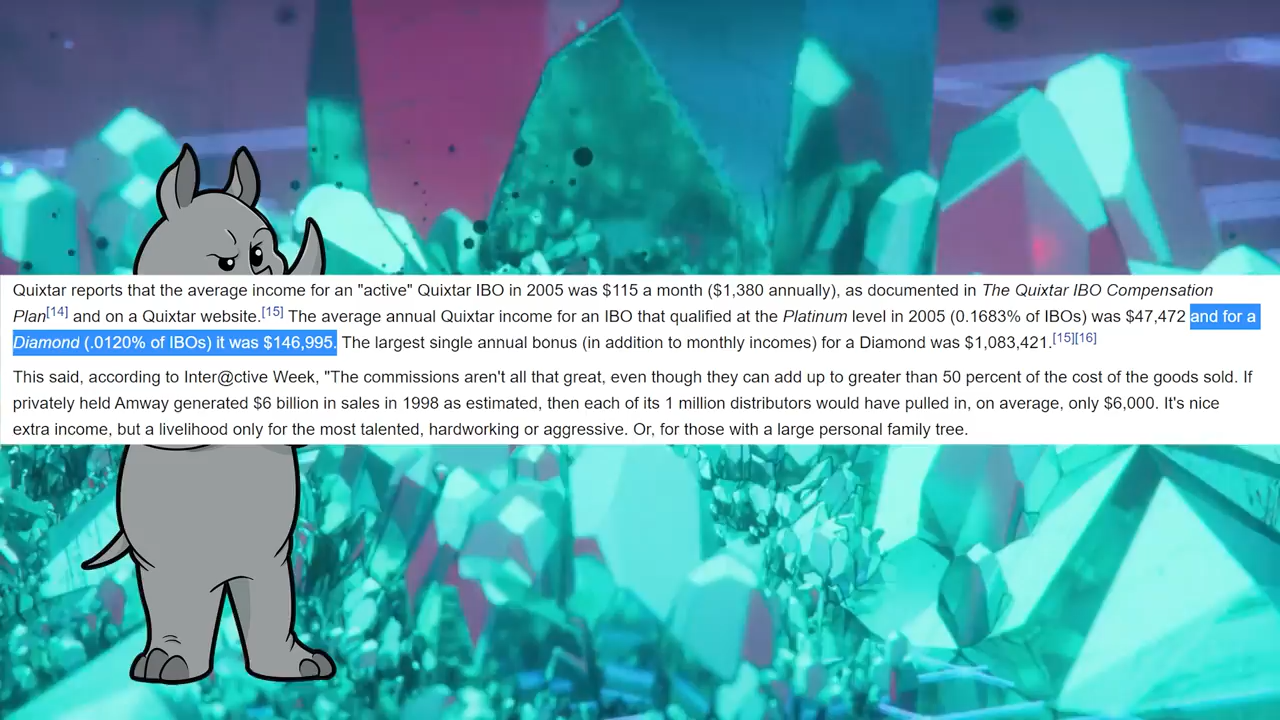 Quixtar reports that the average income for an "active" Quixtar IBO in 2005 was $115 a month ($1,380 annually), as documented in The Quixtar IBO Compensation
Plan[14] and on a Quixtar website.[15] The average annual Quixtar income for an IBO that qualified at the Platinum level in 2005 (0.1683% of IBOs) was $47,472 and for a
Diamond (.0120% of IBOs) it was $146,995. The largest single annual bonus (in addition to monthly incomes) for a Diamond was $1,083,421.[15][16]
This said, according to Inter@ctive Week, "The commissions aren't all that great, even though they can add up to greater than 50 percent of the cost of the goods sold. If
privately held Amway generated $6 billion in sales in 1998 as estimated, then each of its 1 million distributors would have pulled in, on average, only $6,000. It's nice
extra income, but a livelihood only for the most talented, hardworking or aggressive. Or, for those with a large personal family tree.